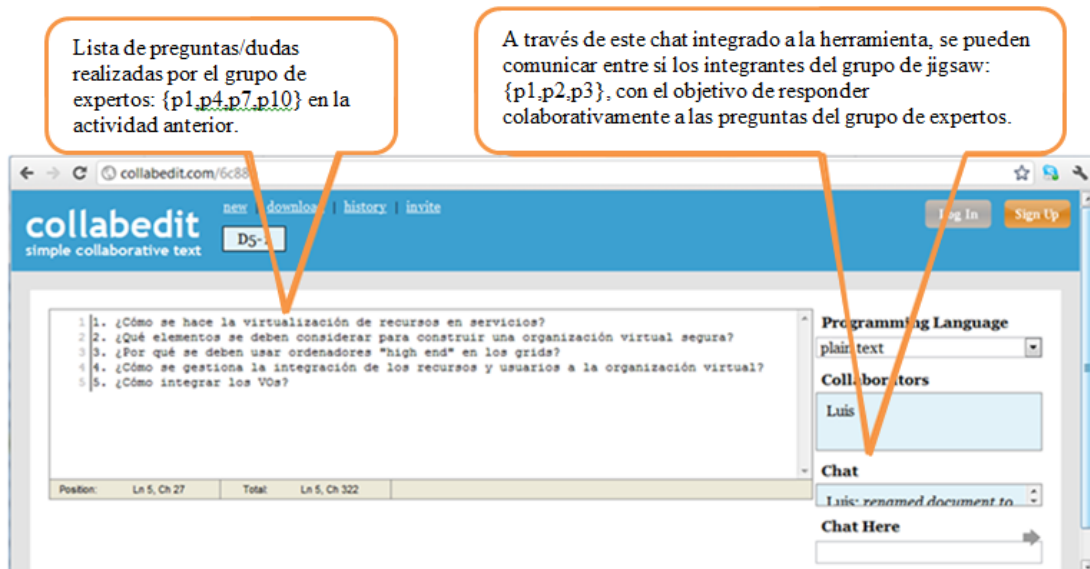 Lista de preguntas/dudas
realizadas por el grupo de
expertos: {p1,p4,p7,p10} en la
actividad anterior.
A través de este chat integrado a la herramienta, se pueden
comunicar entre si los integrantes del grupo de jigsaw:
{p1,p2,p3}, con el objetivo de responder
colaborativamente a las preguntas del grupo de expertos.
collabedit.com/6c88
collabedit
simple collaborative text
new | download | history | invite
D5-
Log In
Sign Up
1 1. ¿Cómo se hace la virtualización de recursos en servicios?
2 2. ¿Qué elementos se deben considerar para construir una organización virtual segura?
3 3. ¿Por qué se deben usar ordenadores "high end" en los grids?
4 4. ¿Cómo se gestiona la integración de los recursos y usuarios a la organización virtual?
5 5. ¿Cómo integrar los VOs?
Position: Ln 5, Ch 27 Total: Ln 5, Ch 322
Programming Language
plain text
Collaborators
Luis
Chat
Luis: renamed document to
Chat Here